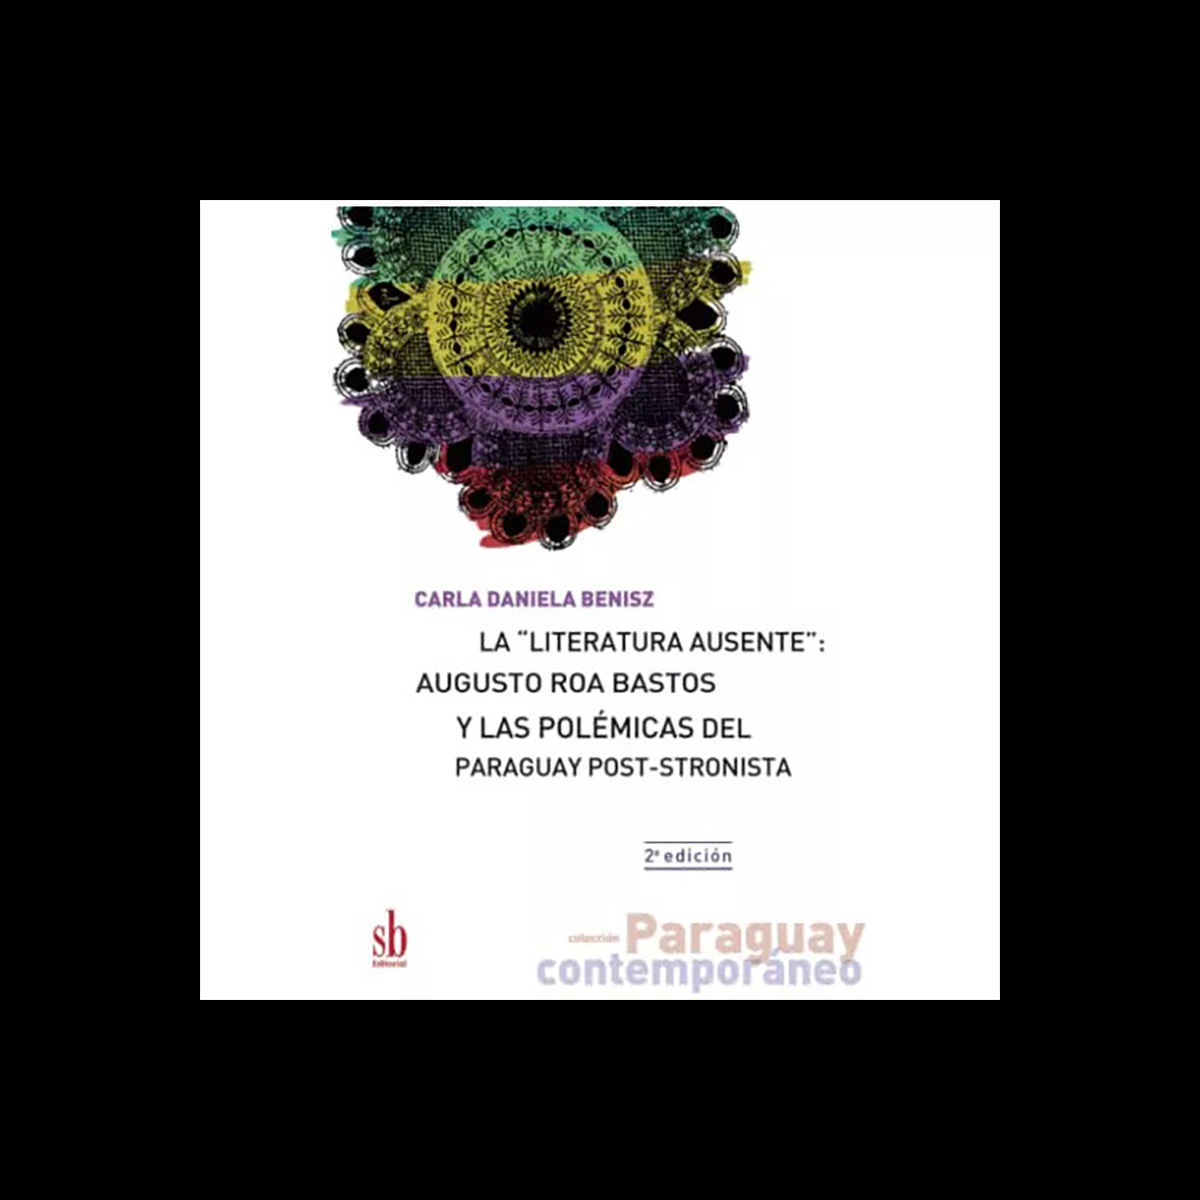 CARLA DANIELA BENISZ
LA “LITERATURA AUSENTE”:
AUGUSTO ROA BASTOS
Y LAS POLÉMICAS DEL
PARAGUAY POST-STRONISTA
2ª edición
sb
Editorial
colección Paraguay
contemporáneo